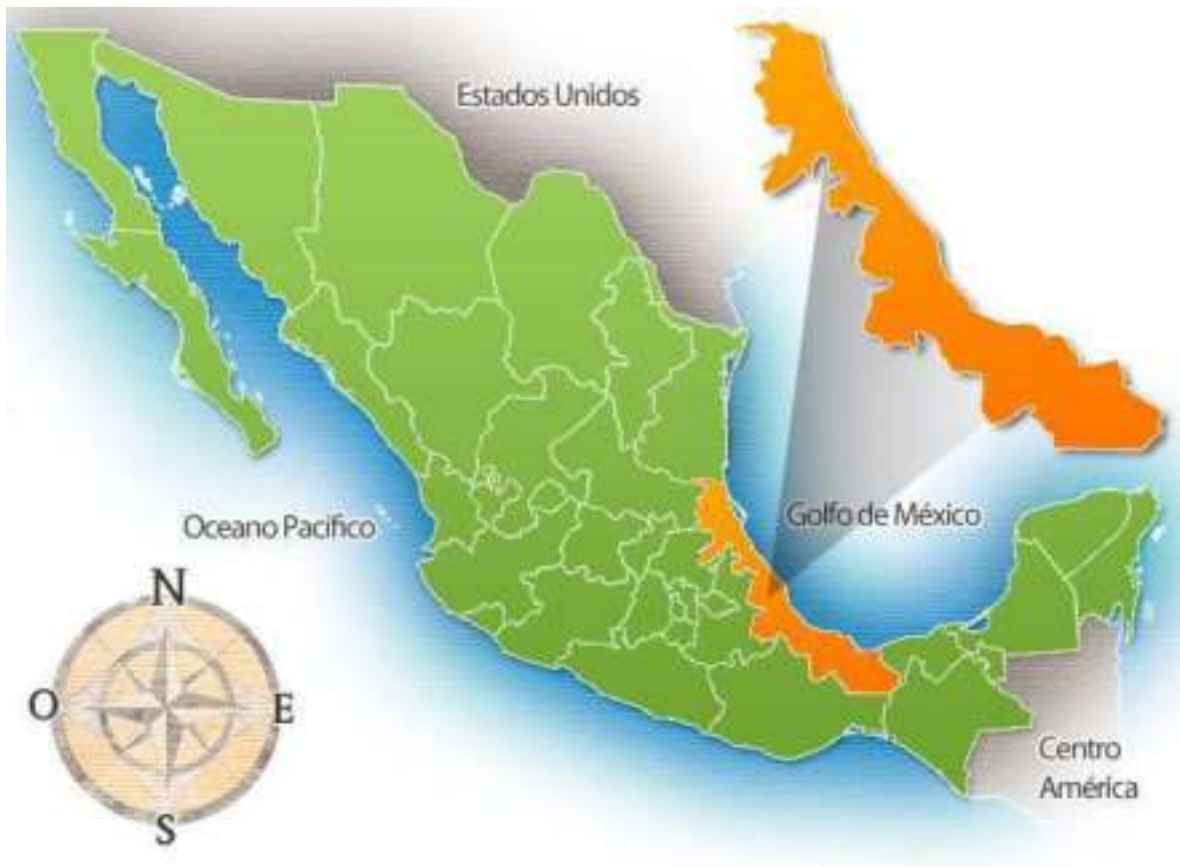 Estados Unidos
Golfo de México
Oceano Pacifico
N
O
E
S
Centro
América